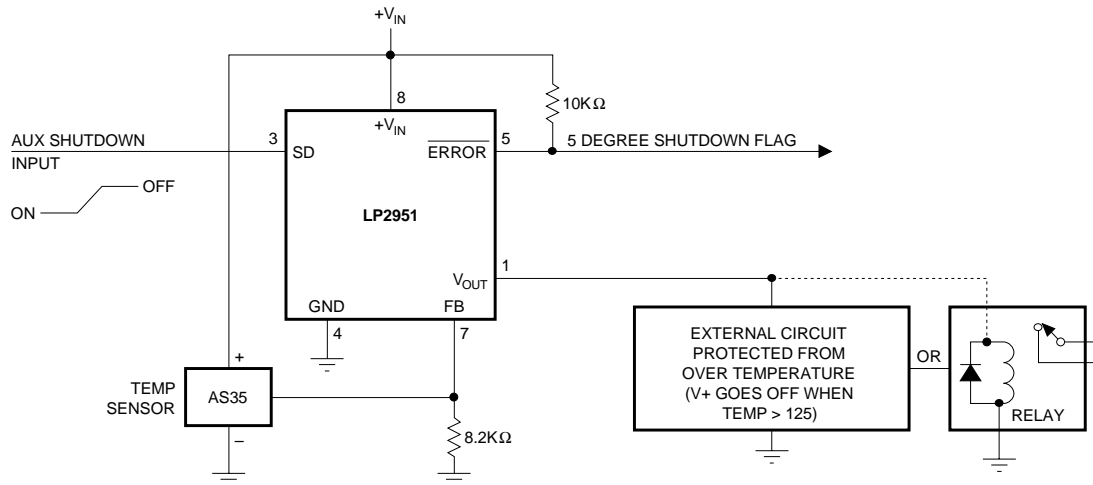 +VIN
8
+VIN
10KΩ
AUX SHUTDOWN
INPUT
3
SD
ERROR
5
5 DEGREE SHUTDOWN FLAG
ON
OFF
LP2951
VOUT
1
GND
FB
4
7
EXTERNAL CIRCUIT
PROTECTED FROM
OVER TEMPERATURE
(V+ GOES OFF WHEN
TEMP > 125)
OR
RELAY
TEMP
SENSOR
+
AS35
–
8.2KΩ